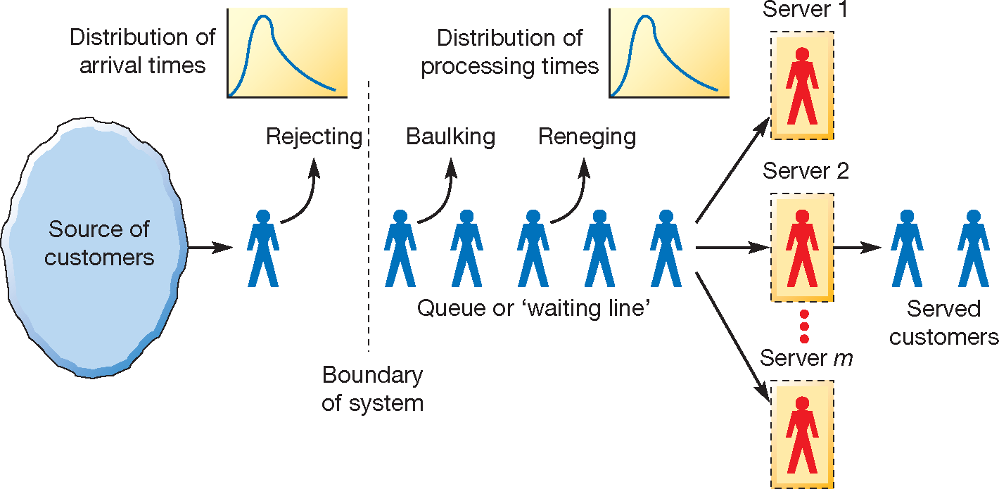 Distribution of
arrival times
Distribution of
processing times
Server 1
Rejecting
Baulking
Reneging
Server 2
Source of
customers
Queue or ‘waiting line’
Served
customers
Boundary
of system
Server m